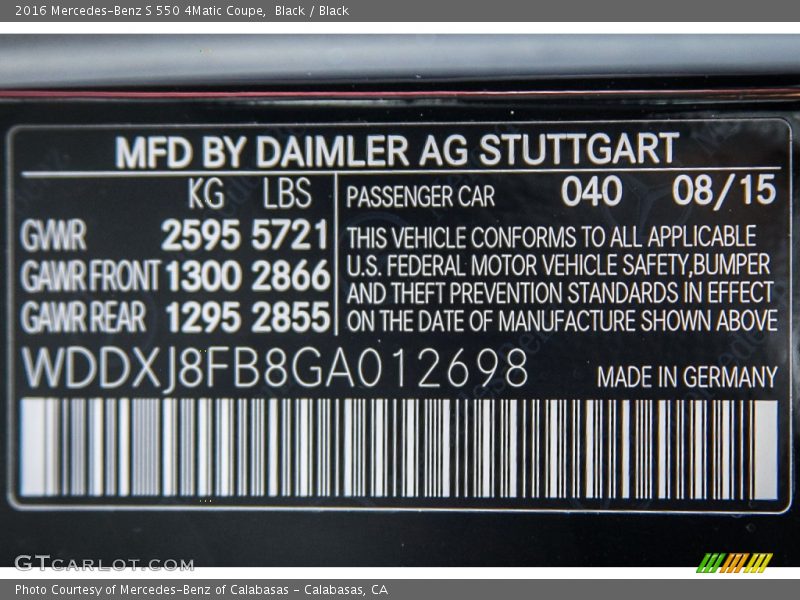 2016 Mercedes-Benz S 550 4Matic Coupe,  Black / Black
MFD BY DAIMLER AG STUTTGART
KG LBS
GVWR 2595 5721
GAWR FRONT 1300 2866
GAWR REAR 1295 2855
PASSENGER CAR 040 08/15
THIS VEHICLE CONFORMS TO ALL APPLICABLE
U.S. FEDERAL MOTOR VEHICLE SAFETY,BUMPER
AND THEFT PREVENTION STANDARDS IN EFFECT
ON THE DATE OF MANUFACTURE SHOWN ABOVE
WDDXJ8FB8GA012698
MADE IN GERMANY
GTCARLOT.COM
Photo Courtesy of Mercedes-Benz of Calabasas - Calabasas, CA